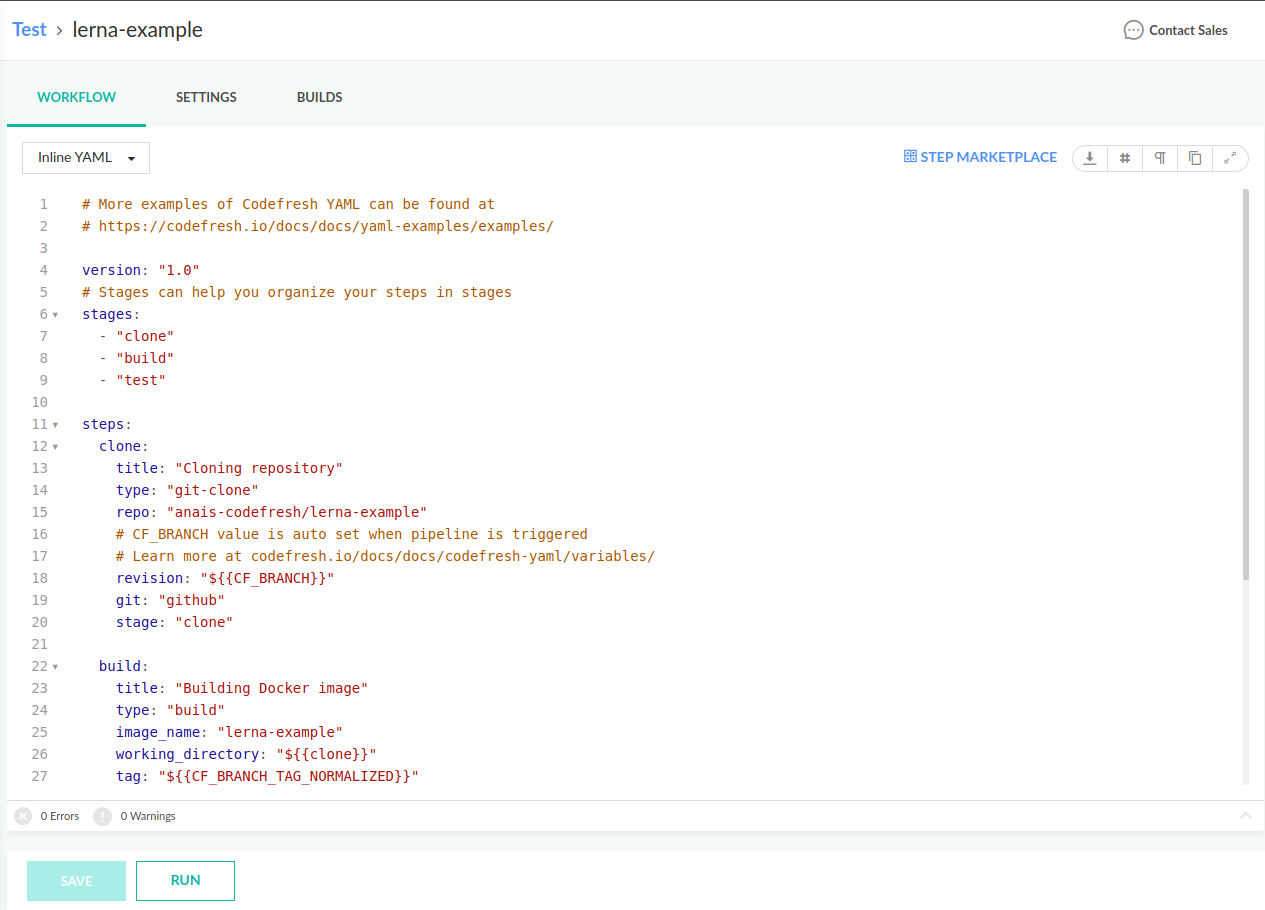 Test > lerna-example
Contact Sales
WORKFLOW SETTINGS BUILDS
Inline YAML
STEP MARKETPLACE
1 # More examples of Codefresh YAML can be found at
2 # https://codefresh.io/docs/docs/yaml-examples/examples/
3
4 version: "1.0"
5 # Stages can help you organize your steps in stages
6 stages:
7   - "clone"
8   - "build"
9   - "test"
10
11 steps:
12   clone:
13     title: "Cloning repository"
14     type: "git-clone"
15     repo: "anais-codefresh/lerna-example"
16     # CF_BRANCH value is auto set when pipeline is triggered
17     # Learn more at codefresh.io/docs/docs/codefresh-yaml/variables/
18     revision: "${{CF_BRANCH}}"
19     git: "github"
20     stage: "clone"
21
22   build:
23     title: "Building Docker image"
24     type: "build"
25     image_name: "lerna-example"
26     working_directory: "${{clone}}"
27     tag: "${{CF_BRANCH_TAG_NORMALIZED}}"
0 Errors 0 Warnings
SAVE RUN